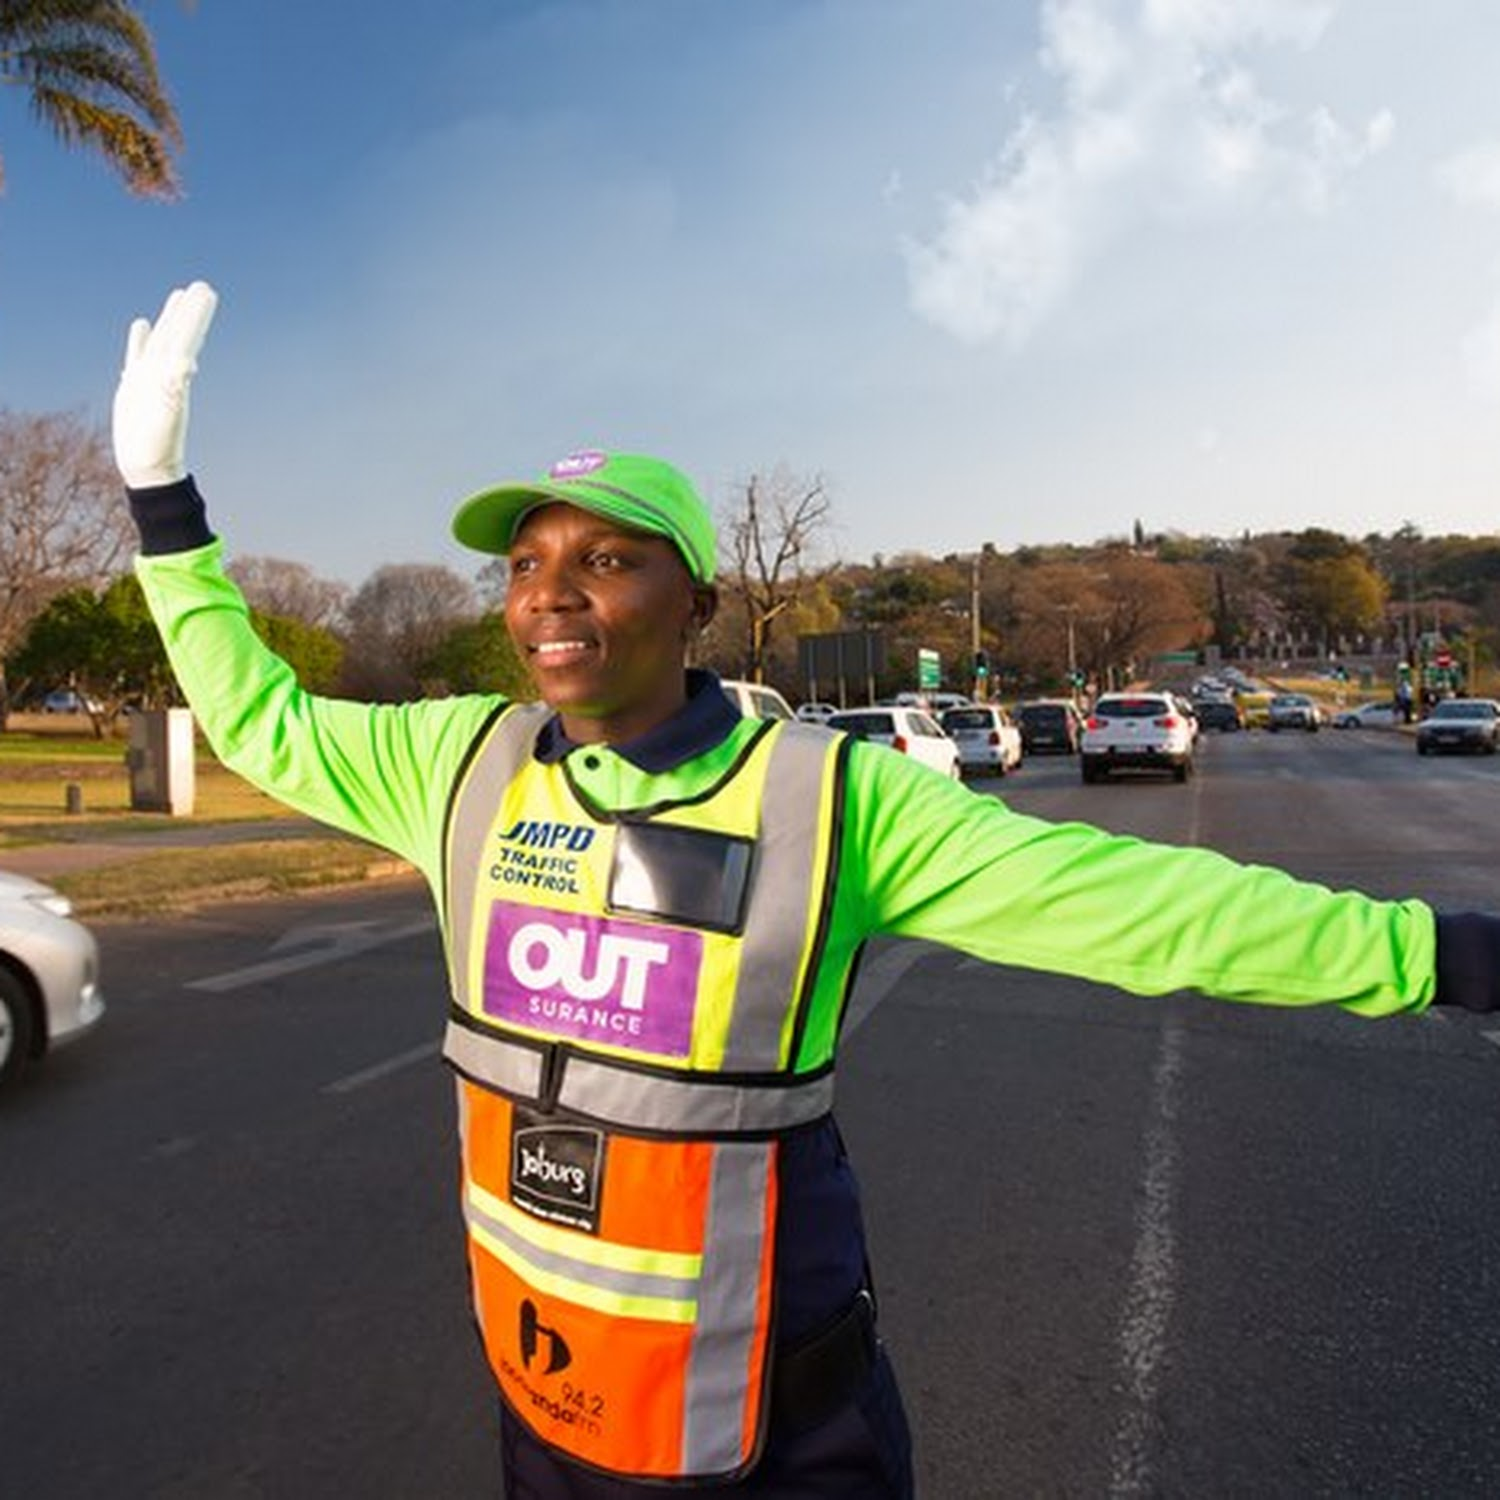 OUT
JMPD
TRAFFIC
CONTROL
OUT
SURANCE
joburg
94.2